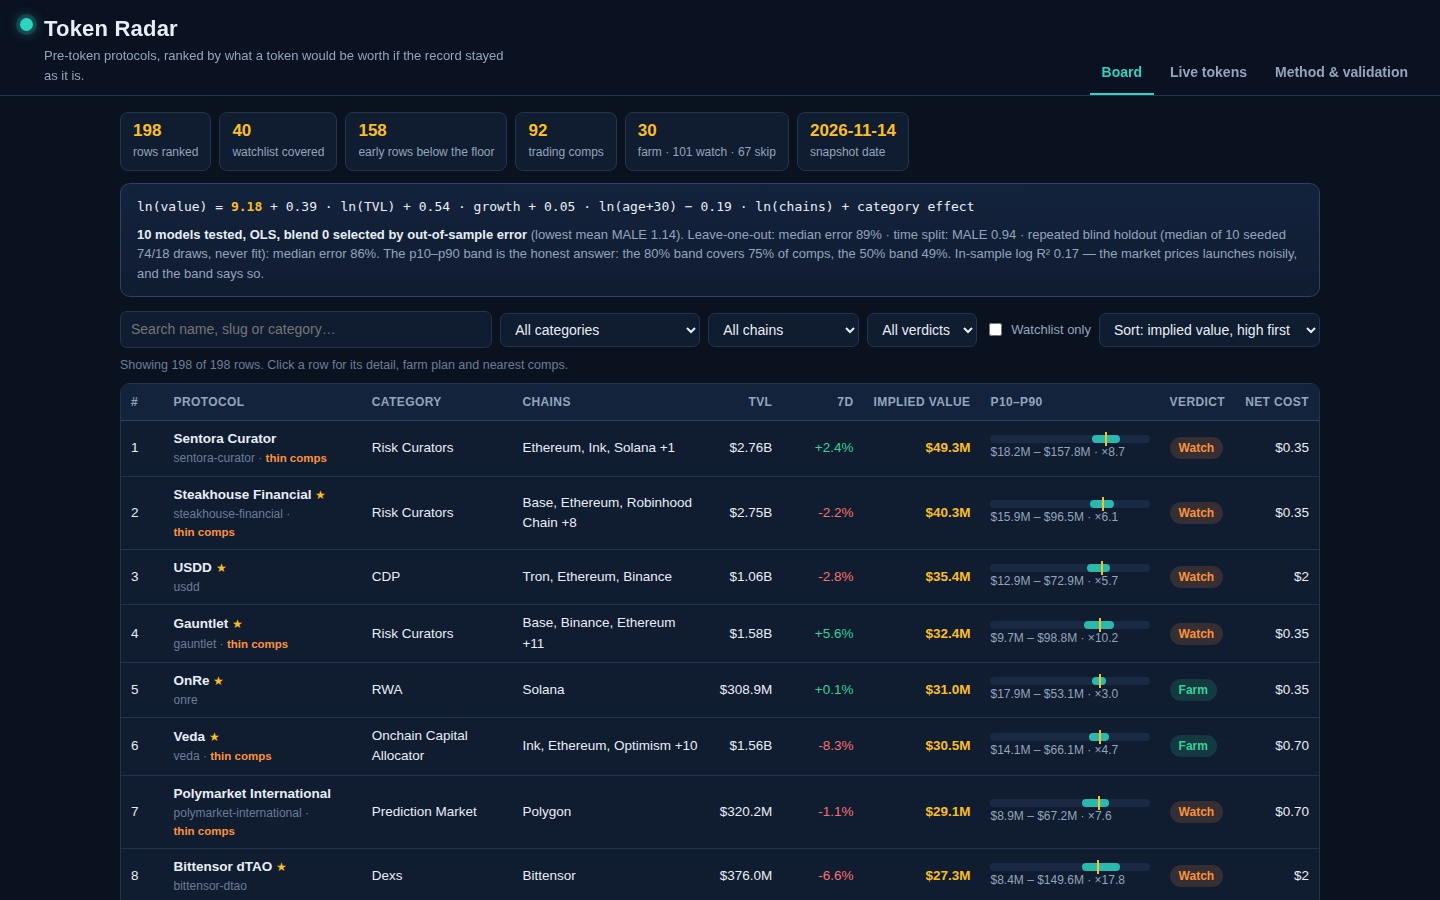 Token Radar
Pre-token protocols, ranked by what a token would be worth if the record stayed
as it is.
Board
Live tokens
Method & validation
198
rows ranked
40
watchlist covered
158
early rows below the floor
92
trading comps
30
farm · 101 watch · 67 skip
2026-11-14
snapshot date
ln(value) = 9.18 + 0.39 · ln(TVL) + 0.54 · growth + 0.05 · ln(age+30) − 0.19 · ln(chains) + category effect
10 models tested, OLS, blend 0 selected by out-of-sample error (lowest mean MALE 1.14). Leave-one-out: median error 89% · time split: MALE 0.94 · repeated blind holdout (median of 10 seeded
74/18 draws, never fit): median error 86%. The p10–p90 band is the honest answer: the 80% band covers 75% of comps, the 50% band 49%. In-sample log R² 0.17 — the market prices launches noisily,
and the band says so.
Search name, slug or category…
All categories
All chains
All verdicts
Watchlist only
Sort: implied value, high first
Showing 198 of 198 rows. Click a row for its detail, farm plan and nearest comps.
# PROTOCOL CATEGORY CHAINS TVL 7D IMPLIED VALUE P10–P90 VERDICT NET COST
1 Sentora Curator Risk Curators Ethereum, Ink, Solana +1 $2.76B +2.4% $49.3M Watch $0.35
sentora-curator · thin comps $18.2M – $157.8M · ×8.7
2 Steakhouse Financial ★ Risk Curators Base, Ethereum, Robinhood $2.75B -2.2% $40.3M Watch $0.35
steakhouse-financial · Chain +8 $15.9M – $96.5M · ×6.1
thin comps
3 USDD ★ CDP Tron, Ethereum, Binance $1.06B -2.8% $35.4M Watch $2
usdd $12.9M – $72.9M · ×5.7
4 Gauntlet ★ Risk Curators Base, Binance, Ethereum $1.58B +5.6% $32.4M Watch $0.35
gauntlet · thin comps +11 $9.7M – $98.8M · ×10.2
5 OnRe ★ RWA Solana $308.9M +0.1% $31.0M Farm $0.35
onre $17.9M – $53.1M · ×3.0
6 Veda ★ Onchain Capital Ink, Ethereum, Optimism +10 $1.56B -8.3% $30.5M Farm $0.70
veda · thin comps Allocator $14.1M – $66.1M · ×4.7
7 Polymarket International Prediction Market Polygon $320.2M -1.1% $29.1M Watch $0.70
polymarket-international · $8.9M – $67.2M · ×7.6
thin comps
8 Bittensor dTAO ★ Dexs Bittensor $376.0M -6.6% $27.3M Watch $2
bittensor-dtao $8.4M – $149.6M · ×17.8